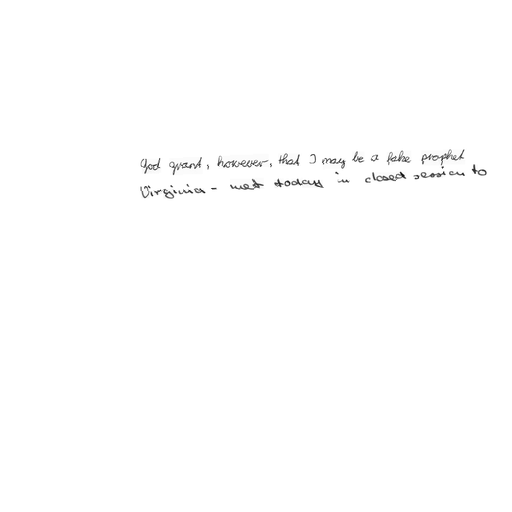 God grant, however, that I may be a false prophet
Virginia - met today in closed session to